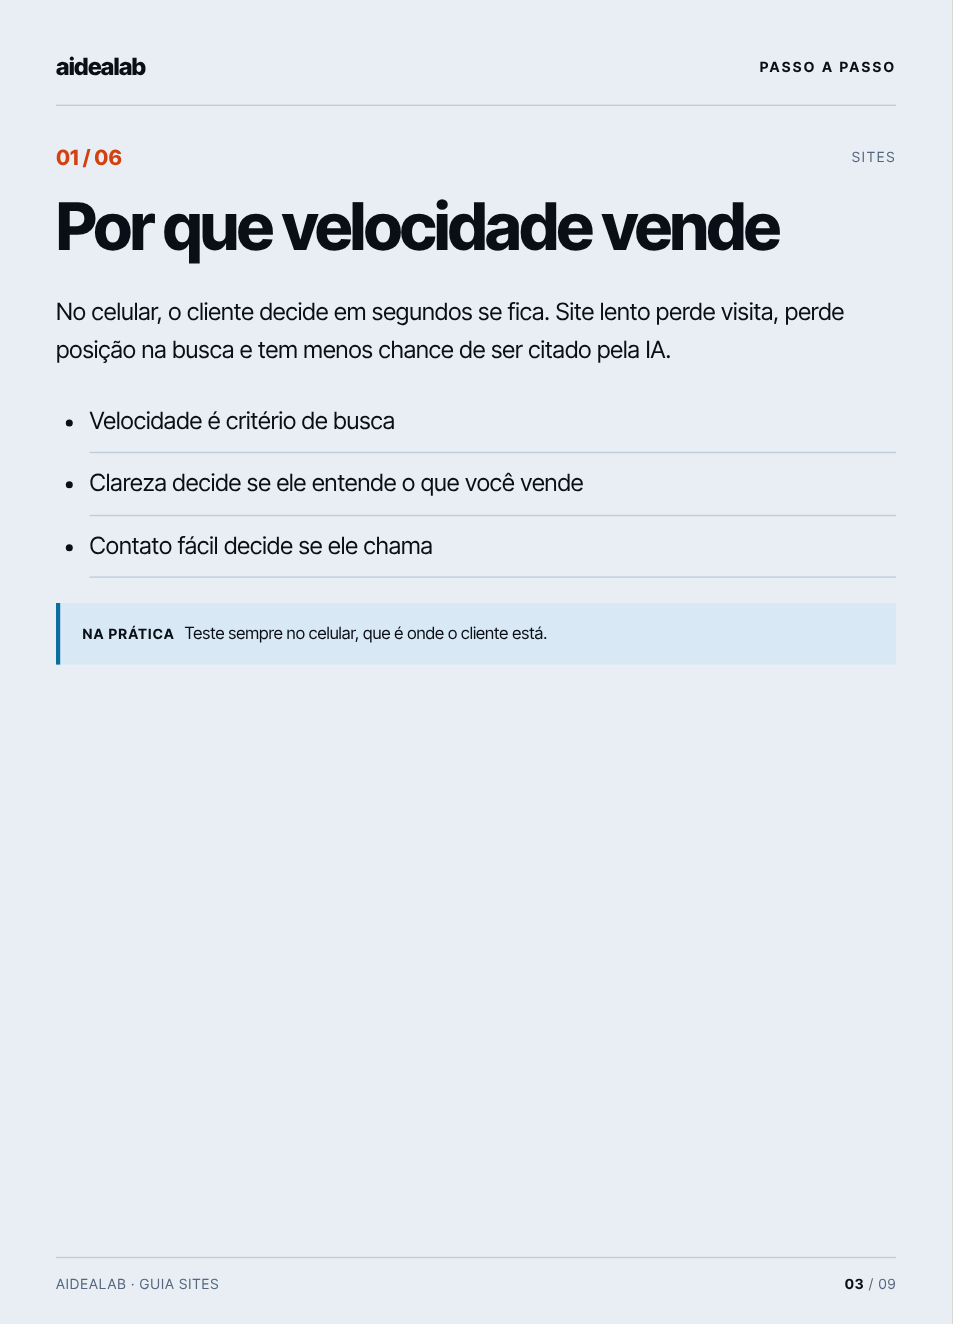 aidealab
PASSO A PASSO
01 / 06
SITES
Por que velocidade vende
No celular, o cliente decide em segundos se fica. Site lento perde visita, perde
posição na busca e tem menos chance de ser citado pela IA.
• Velocidade é critério de busca
• Clareza decide se ele entende o que você vende
• Contato fácil decide se ele chama
NA PRÁTICA Teste sempre no celular, que é onde o cliente está.
AIDEALAB · GUIA SITES
03 / 09